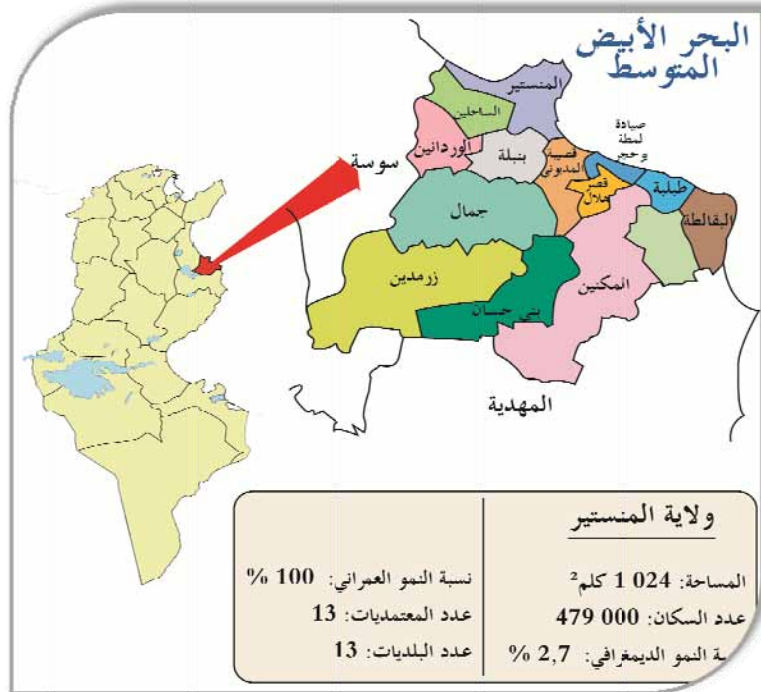 البحر الأبيض
المتوسط
المنستير
الساحلين
صيادة
لمطة
الوردانين
بنبلة
قصيبة
المديوني
قصر
هلال
طبلبة
البقالطة
سوسة
جمال
المكنين
زرمدين
بني حسان
المهدية
ولاية المنستير
المساحة: 024 1 كلم²
عدد السكان: 000 479
النمو الديمغرافي: 2,7 %
نسبة النمو العمراني: 100 %
عدد المعتمديات: 13
عدد البلديات: 13